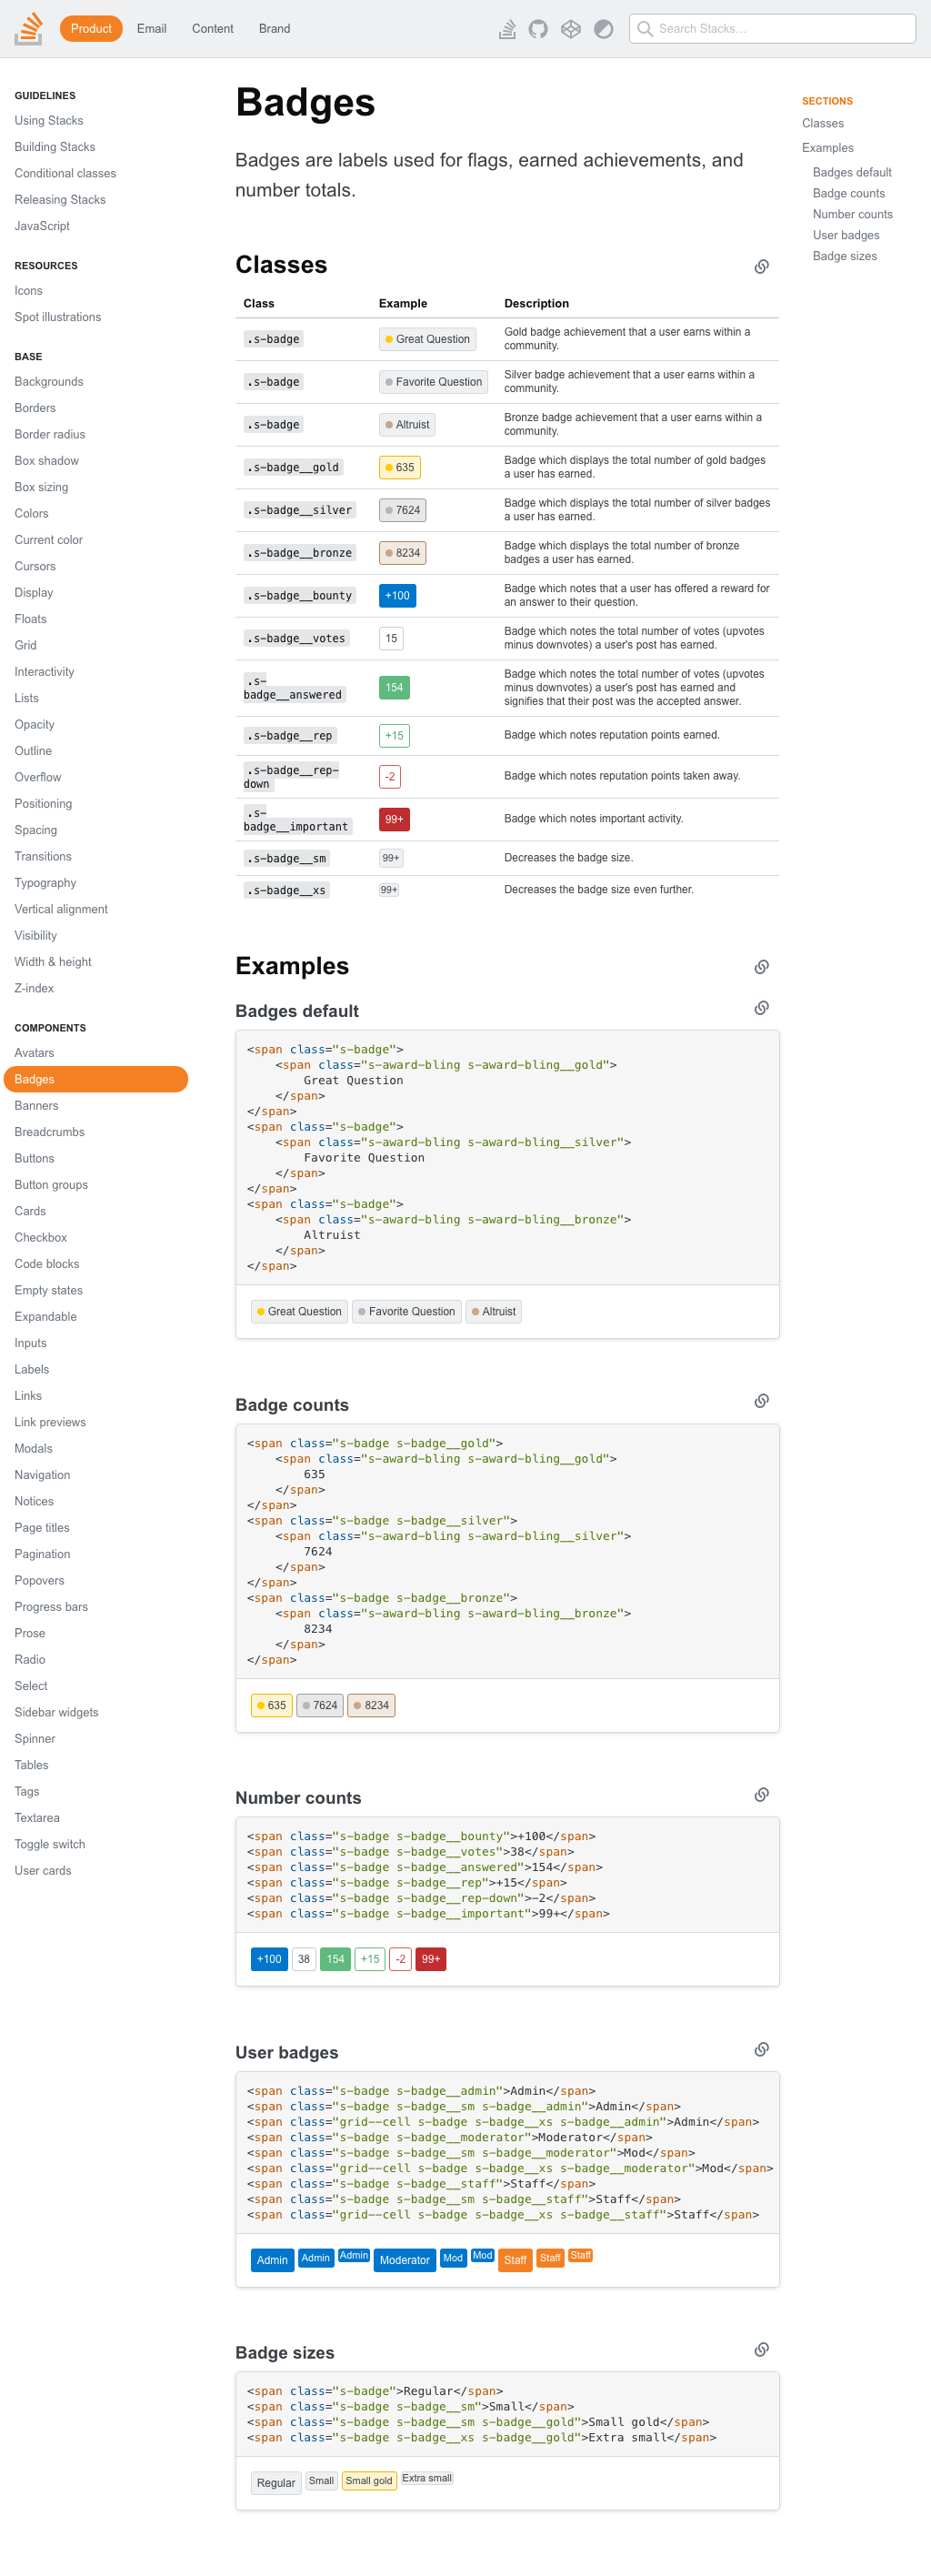 Product Email Content Brand
Search Stacks...
GUIDELINES
Using Stacks
Building Stacks
Conditional classes
Releasing Stacks
JavaScript
RESOURCES
Icons
Spot illustrations
BASE
Backgrounds
Borders
Border radius
Box shadow
Box sizing
Colors
Current color
Cursors
Display
Floats
Grid
Interactivity
Lists
Opacity
Outline
Overflow
Positioning
Spacing
Transitions
Typography
Vertical alignment
Visibility
Width & height
Z-index
COMPONENTS
Avatars
Badges
Banners
Breadcrumbs
Buttons
Button groups
Cards
Checkbox
Code blocks
Empty states
Expandable
Inputs
Labels
Links
Link previews
Modals
Navigation
Notices
Page titles
Pagination
Popovers
Progress bars
Prose
Radio
Select
Sidebar widgets
Spinner
Tables
Tags
Textarea
Toggle switch
User cards
Badges
Badges are labels used for flags, earned achievements, and
number totals.
Classes
Class Example Description
.s-badge Great Question Gold badge achievement that a user earns within a
community.
.s-badge Favorite Question Silver badge achievement that a user earns within a
community.
.s-badge Altruist Bronze badge achievement that a user earns within a
community.
.s-badge__gold 635 Badge which displays the total number of gold badges
a user has earned.
.s-badge__silver 7624 Badge which displays the total number of silver badges
a user has earned.
.s-badge__bronze 8234 Badge which displays the total number of bronze
badges a user has earned.
.s-badge__bounty +100 Badge which notes that a user has offered a reward for
an answer to their question.
.s-badge__votes 15 Badge which notes the total number of votes (upvotes
minus downvotes) a user's post has earned.
.s-
badge__answered 154 Badge which notes the total number of votes (upvotes
minus downvotes) a user's post has earned and
signifies that their post was the accepted answer.
.s-badge__rep +15 Badge which notes reputation points earned.
.s-badge__rep-
down -2 Badge which notes reputation points taken away.
.s-
badge__important 99+ Badge which notes important activity.
.s-badge__sm 99+ Decreases the badge size.
.s-badge__xs 99+ Decreases the badge size even further.
Examples
Badges default
<span class="s-badge">
<span class="s-award-bling s-award-bling__gold">
Great Question
</span>
</span>
<span class="s-badge">
<span class="s-award-bling s-award-bling__silver">
Favorite Question
</span>
</span>
<span class="s-badge">
<span class="s-award-bling s-award-bling__bronze">
Altruist
</span>
</span>
Great Question Favorite Question Altruist
Badge counts
<span class="s-badge s-badge__gold">
<span class="s-award-bling s-award-bling__gold">
635
</span>
</span>
<span class="s-badge s-badge__silver">
<span class="s-award-bling s-award-bling__silver">
7624
</span>
</span>
<span class="s-badge s-badge__bronze">
<span class="s-award-bling s-award-bling__bronze">
8234
</span>
</span>
635 7624 8234
Number counts
<span class="s-badge s-badge__bounty">+100</span>
<span class="s-badge s-badge__votes">38</span>
<span class="s-badge s-badge__answered">154</span>
<span class="s-badge s-badge__rep">+15</span>
<span class="s-badge s-badge__rep-down">-2</span>
<span class="s-badge s-badge__important">99+</span>
+100 38 154 +15 -2 99+
User badges
<span class="s-badge s-badge__admin">Admin</span>
<span class="s-badge s-badge__sm s-badge__admin">Admin</span>
<span class="grid--cell s-badge s-badge__xs s-badge__admin">Admin</span>
<span class="s-badge s-badge__moderator">Moderator</span>
<span class="s-badge s-badge__sm s-badge__moderator">Mod</span>
<span class="grid--cell s-badge s-badge__xs s-badge__moderator">Mod</span>
<span class="s-badge s-badge__staff">Staff</span>
<span class="s-badge s-badge__sm s-badge__staff">Staff</span>
<span class="grid--cell s-badge s-badge__xs s-badge__staff">Staff</span>
Admin Admin Admin Moderator Mod Mod Staff Staff Staff
Badge sizes
<span class="s-badge">Regular</span>
<span class="s-badge s-badge__sm">Small</span>
<span class="s-badge s-badge__sm s-badge__gold">Small gold</span>
<span class="s-badge s-badge__xs s-badge__gold">Extra small</span>
Regular Small Small gold Extra small
SECTIONS
Classes
Examples
Badges default
Badge counts
Number counts
User badges
Badge sizes